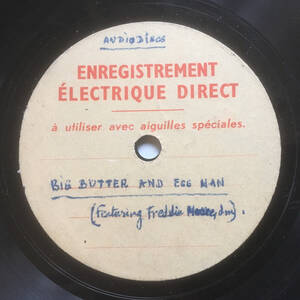 AUDIODISCS
ENREGISTREMENT
ÉLECTRIQUE DIRECT
à utiliser avec aiguilles spéciales.
BIG BUTTER AND EGG MAN
(Featuring Freddie Moore, dm)